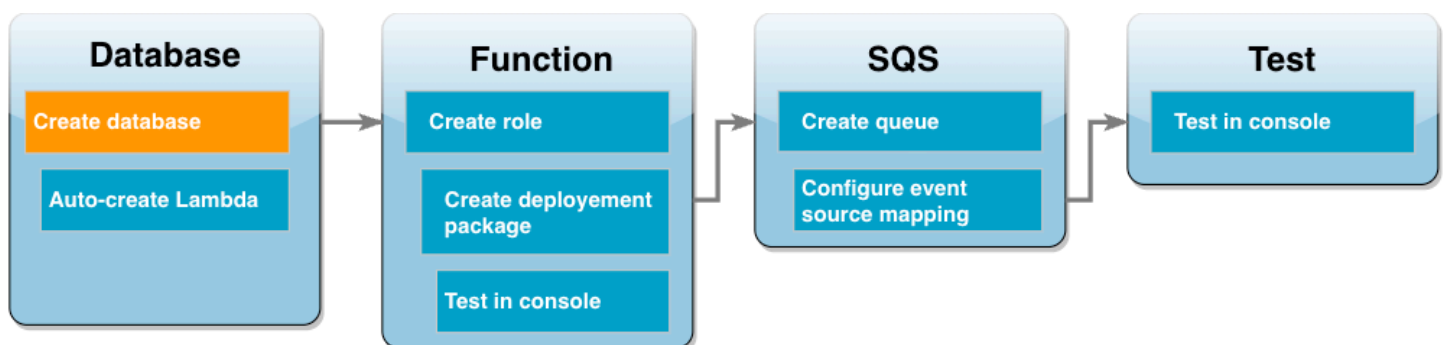 Database
Create database
Auto-create Lambda
Function
Create role
Create deployement
package
Test in console
SQS
Create queue
Configure event
source mapping
Test
Test in console